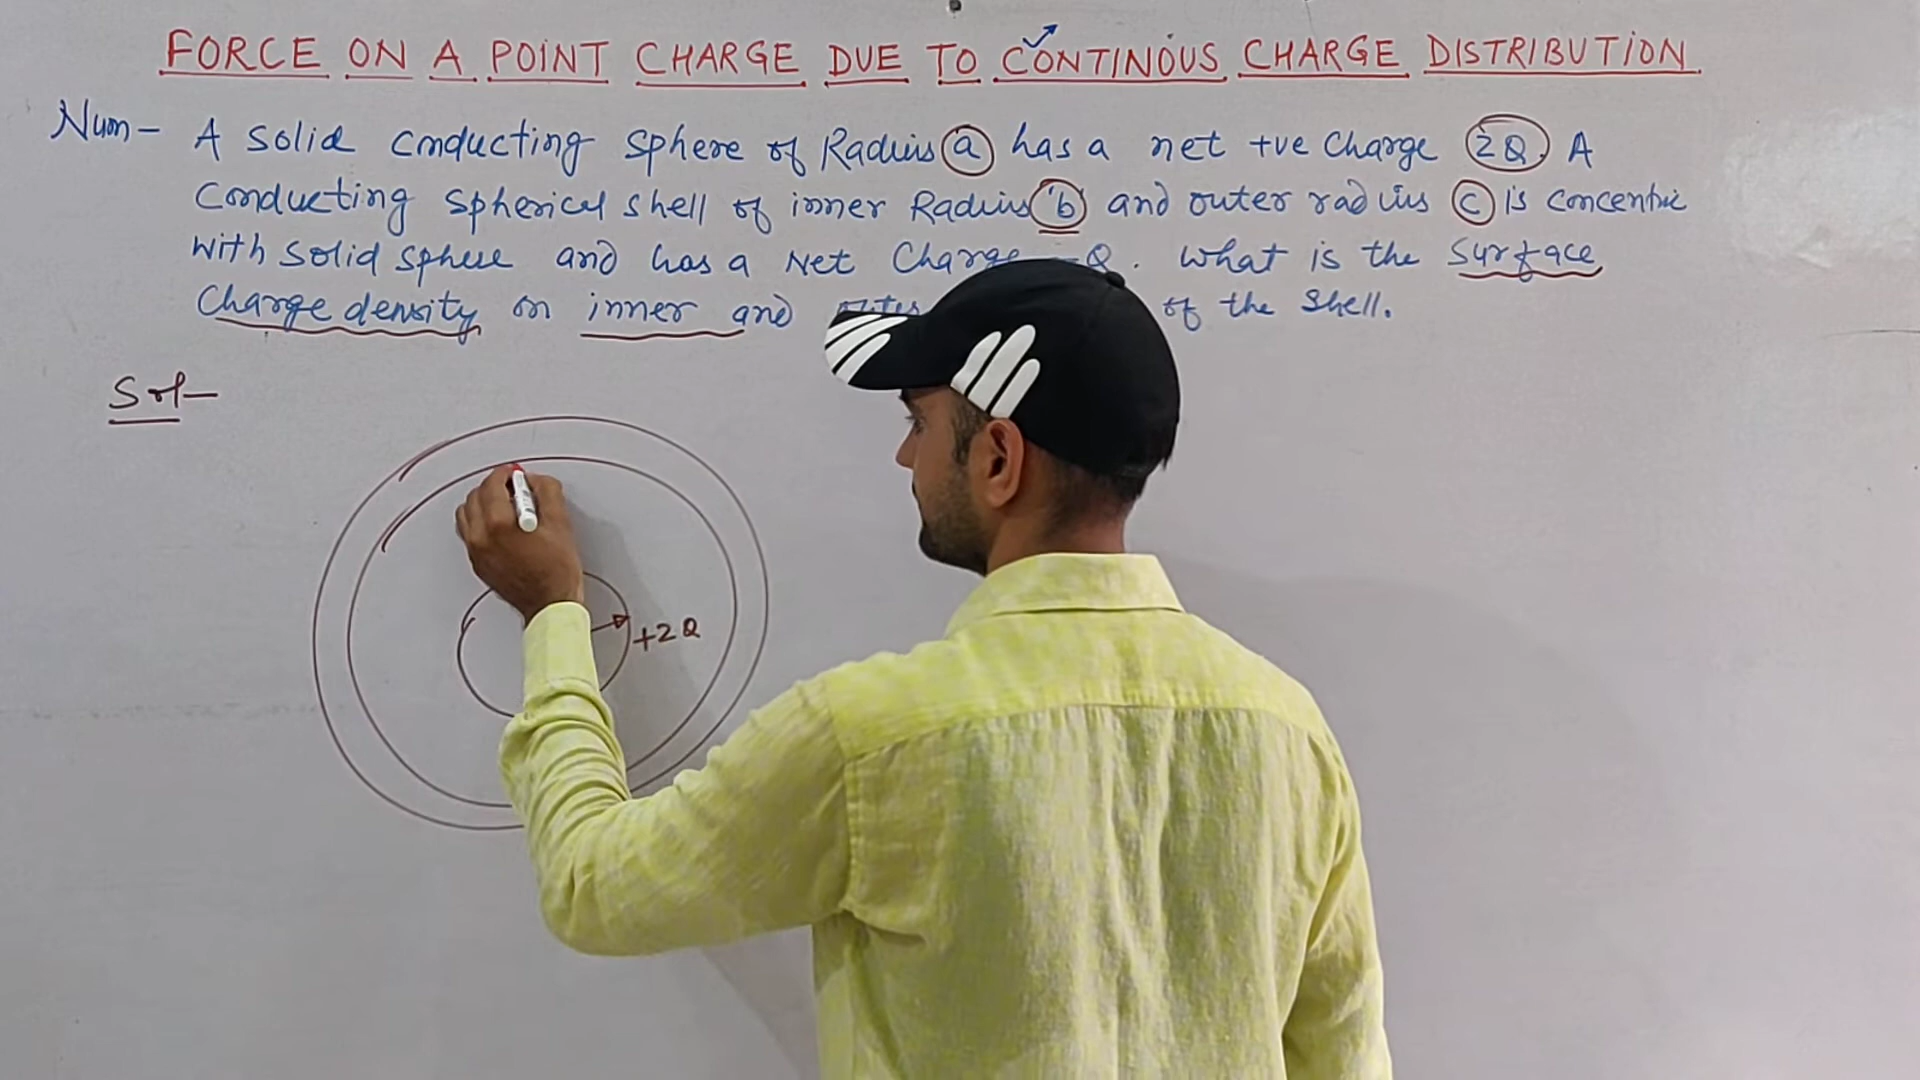 FORCE ON A POINT CHARGE DUE TO CONTINOUS CHARGE DISTRIBUTION
Num - A Solid Conducting Sphere of Radius a has a net +ve Charge 2Q. A
Conducting Spherical Shell of inner Radius 'b' and outer radius C is concentric
with solid sphere and has a Net Charge -Q. What is the Surface
Charge density on inner and of the Shell.
Sol-
+2Q